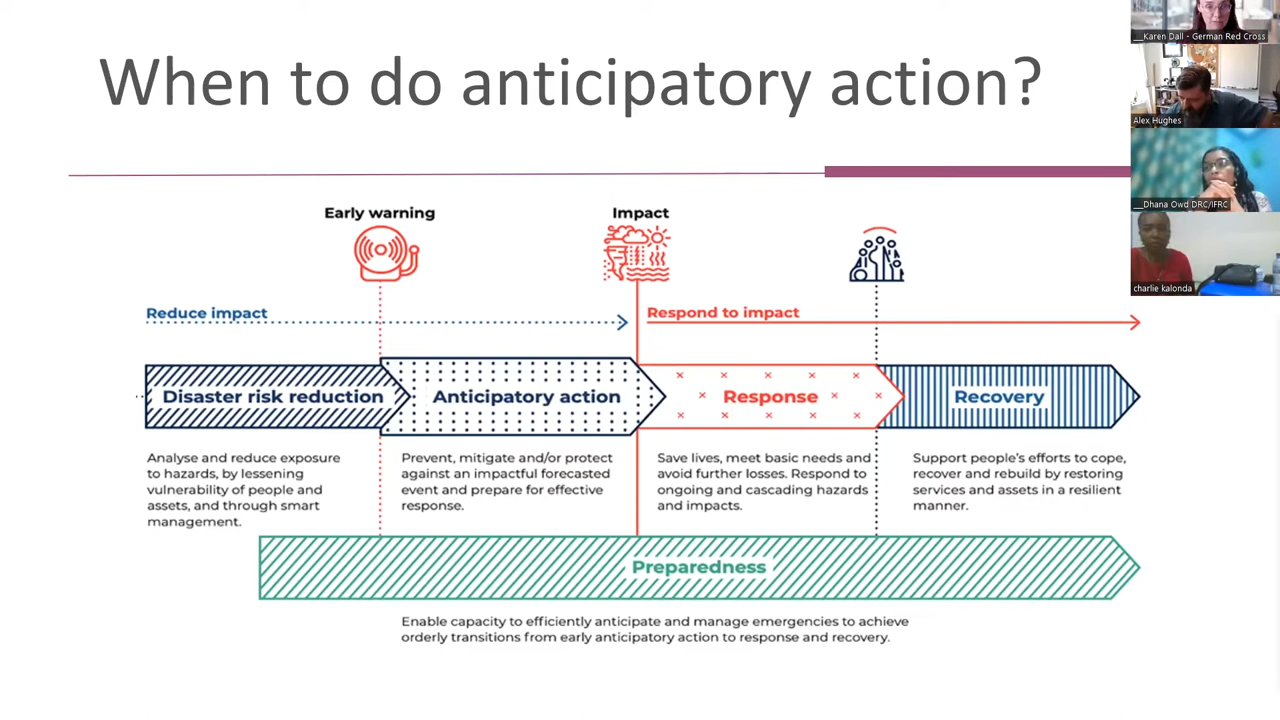 When to do anticipatory action?
__Karen Dall - German Red Cross
Alex Hughes
__Dhana Owd DRC/IFRC
charlie kalonda
Early warning
Impact
Reduce impact
Respond to impact
Disaster risk reduction
Anticipatory action
Response
Recovery
Analyse and reduce exposure
to hazards, by lessening
vulnerability of people and
assets, and through smart
management.
Prevent, mitigate and/or protect
against an impactful forecasted
event and prepare for effective
response.
Save lives, meet basic needs and
avoid further losses. Respond to
ongoing and cascading hazards
and impacts.
Support people's efforts to cope,
recover and rebuild by restoring
services and assets in a resilient
manner.
Preparedness
Enable capacity to efficiently anticipate and manage emergencies to achieve
orderly transitions from early anticipatory action to response and recovery.